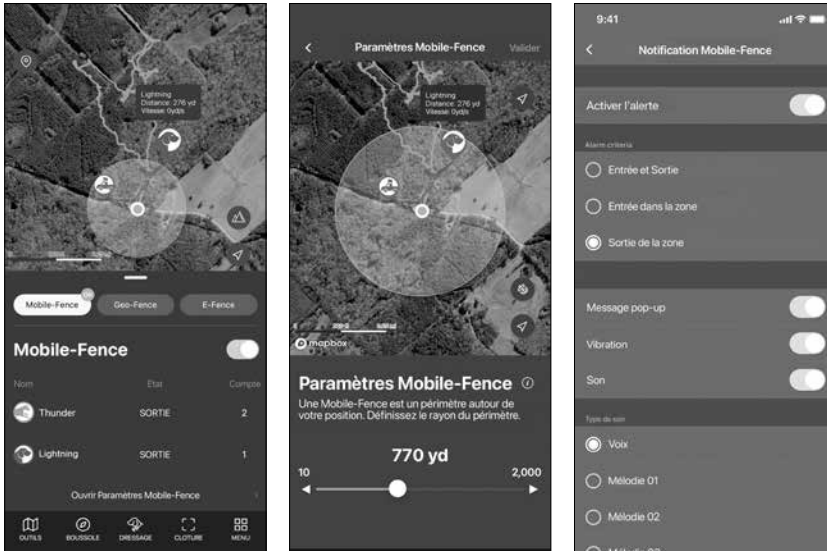 Lightning
Distance: 276 yd
Vitesse: 0yd/s
Mobile-Fence
Geo-Fence
E-Fence
Mobile-Fence
Nom
Etat
Compte
Thunder
SORTIE
2
Lightning
SORTIE
1
Ouvrir Paramètres Mobile-Fence
OUTILS
BOUSSOLE
DRESSAGE
CLOTURE
MENU
Paramètres Mobile-Fence
Valider
Lightning
Distance: 276 yd
Vitesse: 0yd/s
mapbox
Paramètres Mobile-Fence
Une Mobile-Fence est un périmètre autour de
votre position. Définissez le rayon du périmètre.
770 yd
10
2,000
9:41
Notification Mobile-Fence
Activer l'alerte
Alarm criteria
Entrée et Sortie
Entrée dans la zone
Sortie de la zone
Message pop-up
Vibration
Son
Type de son
Voix
Mélodie 01
Mélodie 02